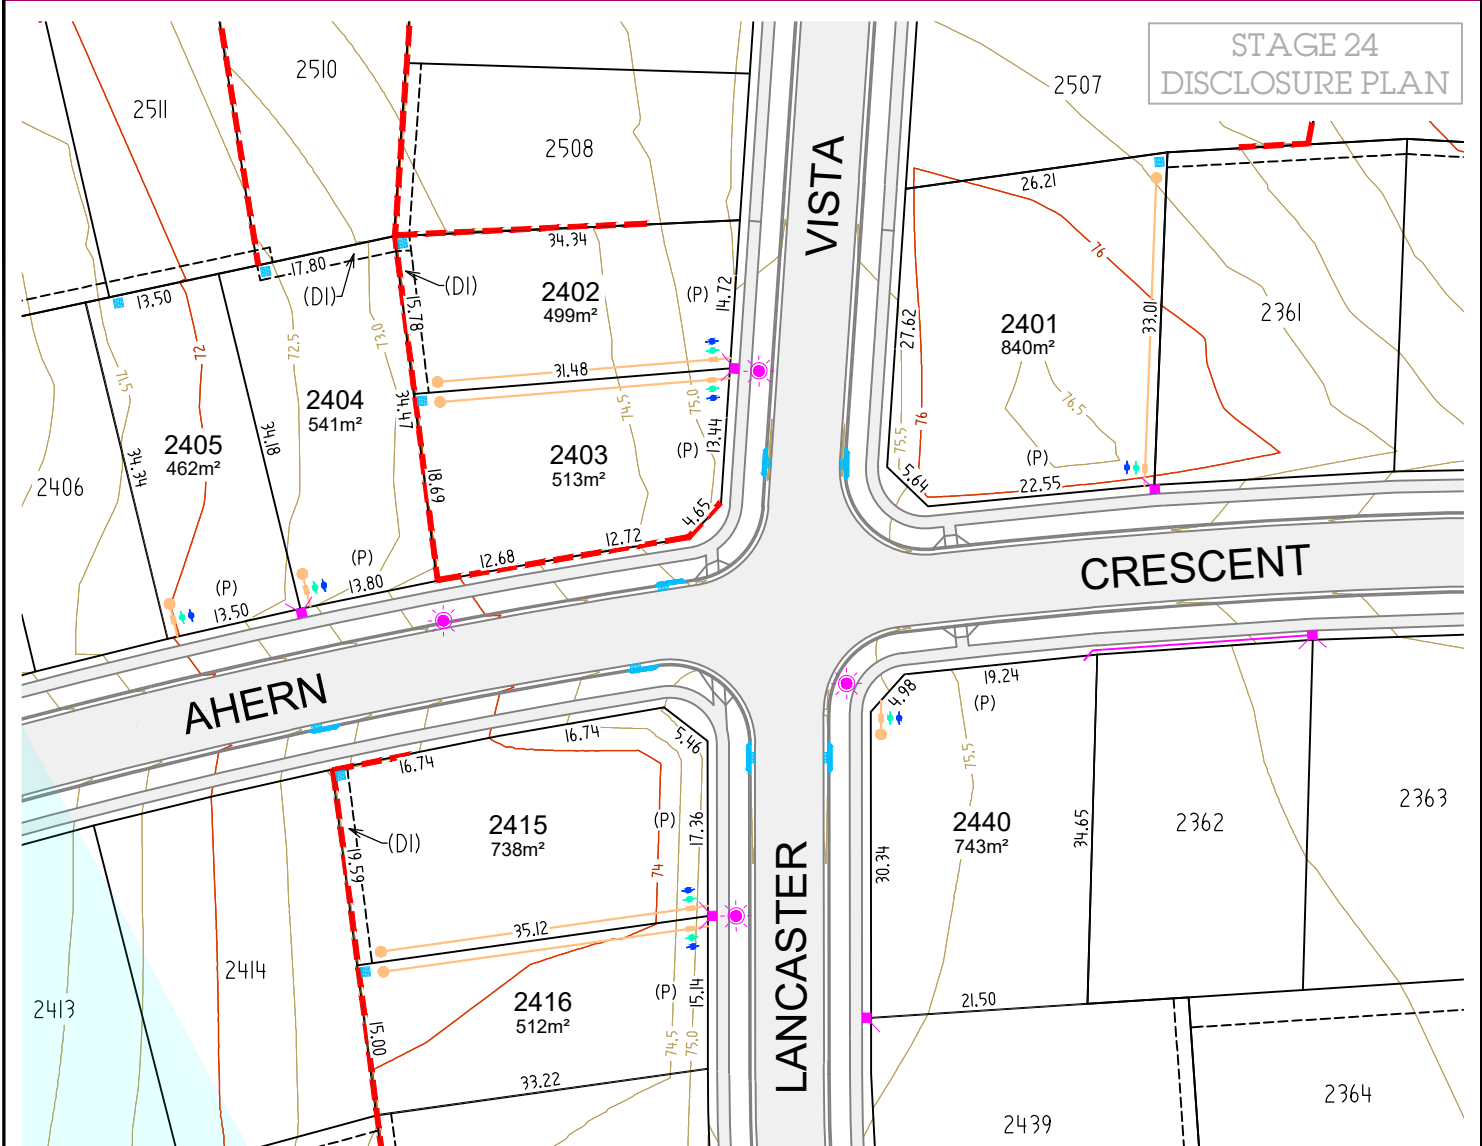 STAGE 24
DISCLOSURE PLAN
2510
2511
2507
2508
VISTA
26.21
34.34
17.80
(D1)
(D1)
13.50
15.78
2402
499m²
(P)
14.72
76
33.01
2361
27.62
2401
840m²
72
72.5
73.0
71.5
31.48
2404
541m²
34.47
74.5
75.0
76.5
76
75.5
2405
462m²
34.18
34.34
2406
2403
513m²
(P)
13.44
18.69
(P)
5.64
22.55
4.65
12.72
12.68
(P)
13.80
(P)
13.50
CRESCENT
AHERN
19.24
(P)
4.98
16.74
5.46
16.74
75.5
2415
738m²
(P)
17.36
(D1)
19.59
74
2440
743m²
34.65
2362
2363
30.34
35.12
LANCASTER
2414
2413
2416
512m²
(P)
15.14
21.50
15.00
74.5
75.0
33.22
2439
2364